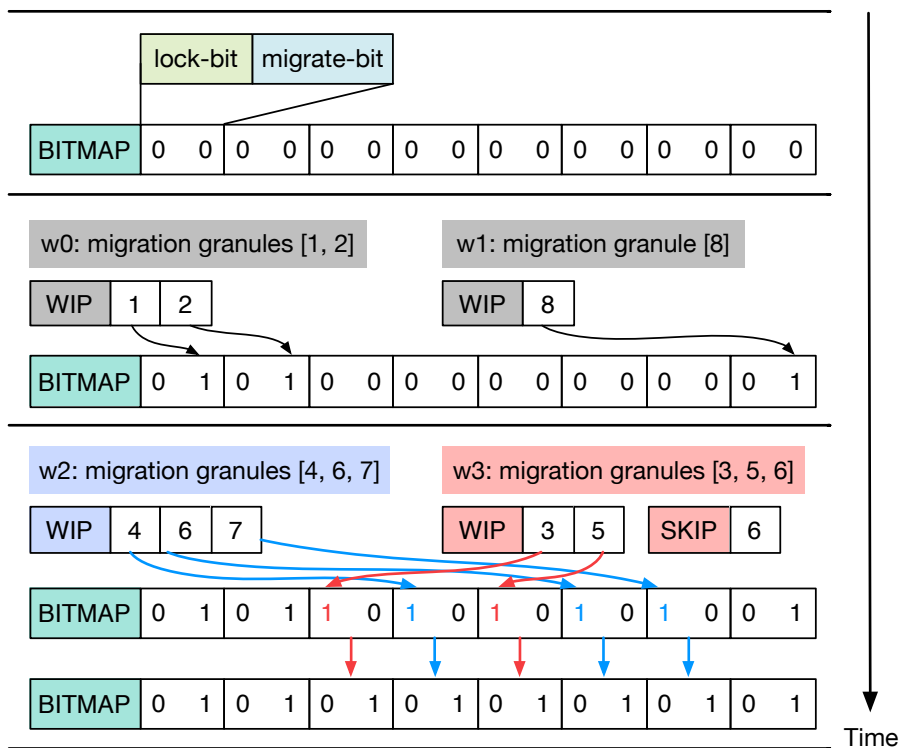 lock-bit migrate-bit
BITMAP 0 0 0 0 0 0 0 0 0 0 0 0 0 0 0 0
w0: migration granules [1, 2] w1: migration granule [8]
WIP 1 2 WIP 8
BITMAP 0 1 0 1 0 0 0 0 0 0 0 0 0 0 0 1
w2: migration granules [4, 6, 7] w3: migration granules [3, 5, 6]
WIP 4 6 7 WIP 3 5 SKIP 6
BITMAP 0 1 0 1 1 0 1 0 1 0 1 0 1 0 0 1
BITMAP 0 1 0 1 0 1 0 1 0 1 0 1 0 1 0 1
Time